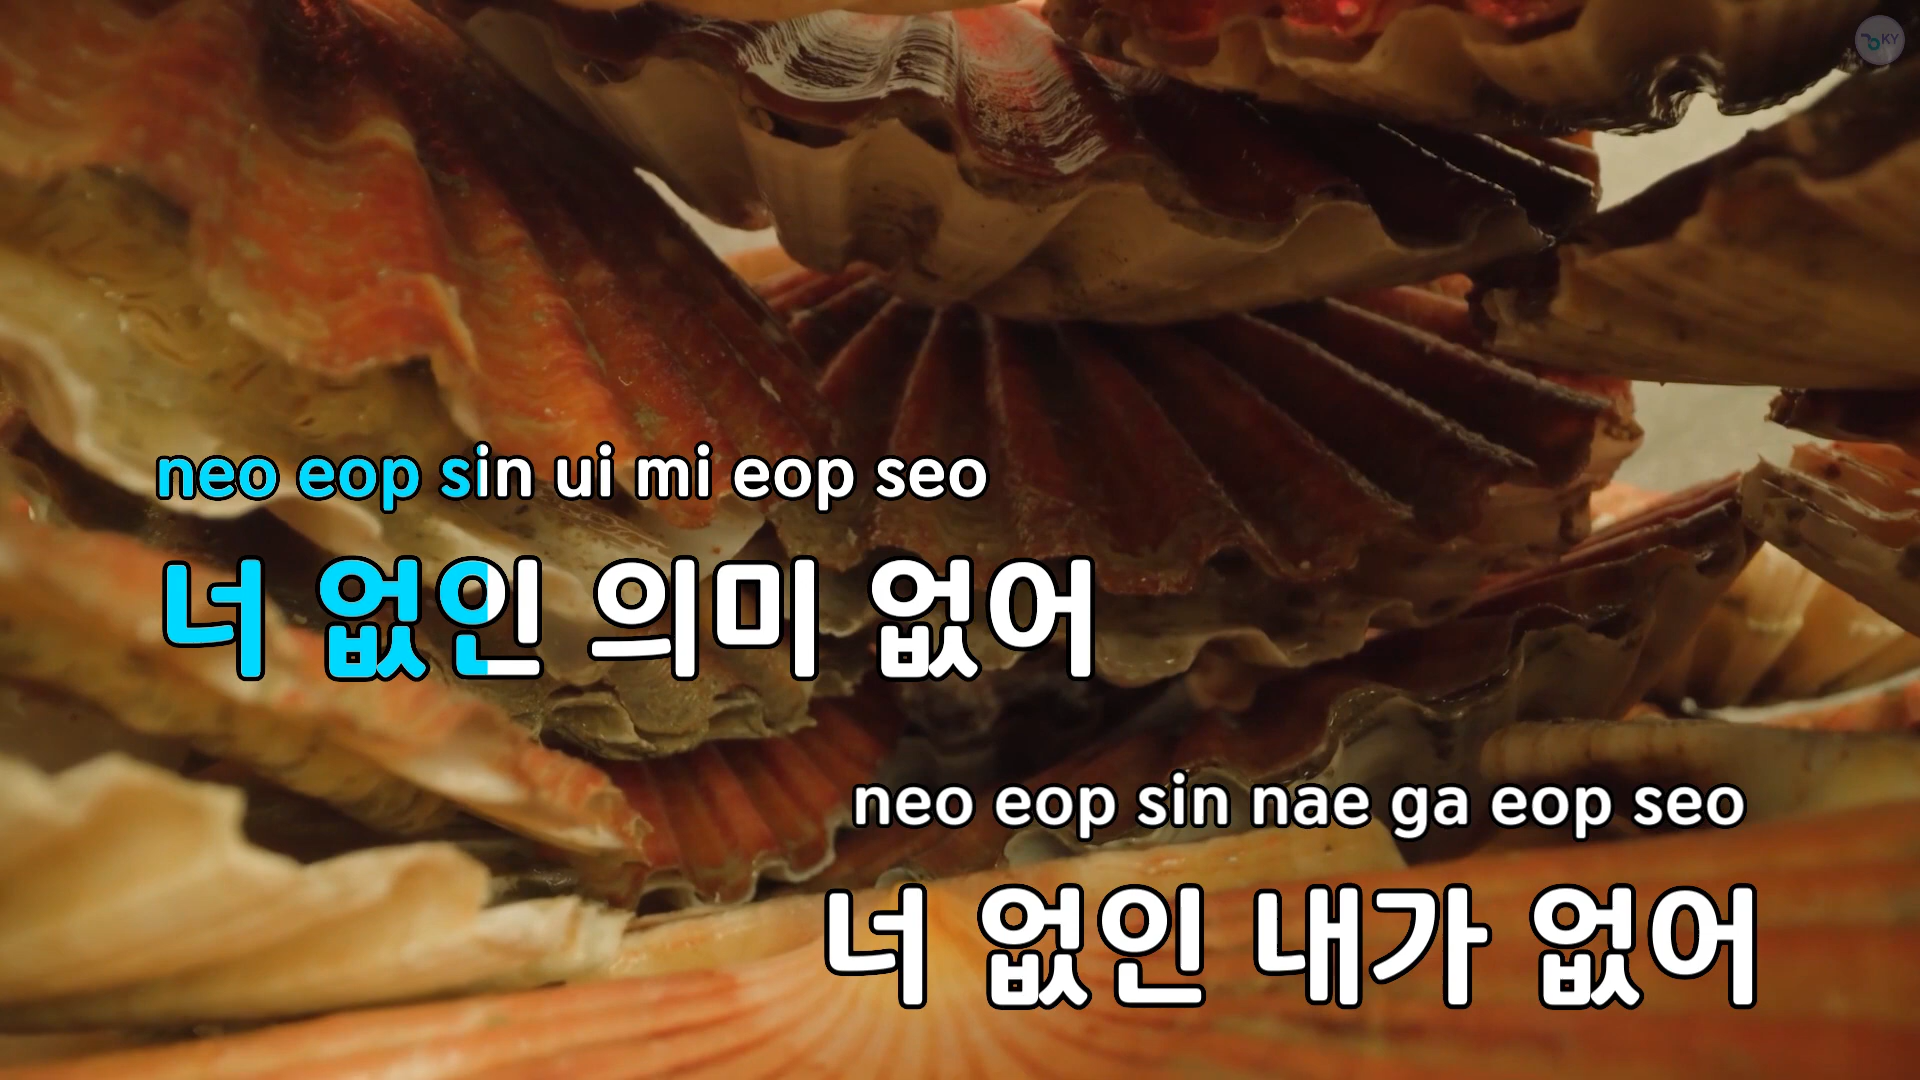 KY
neo eop sin ui mi eop seo
너 없인 의미 없어
neo eop sin nae ga eop seo
너 없인 내가 없어